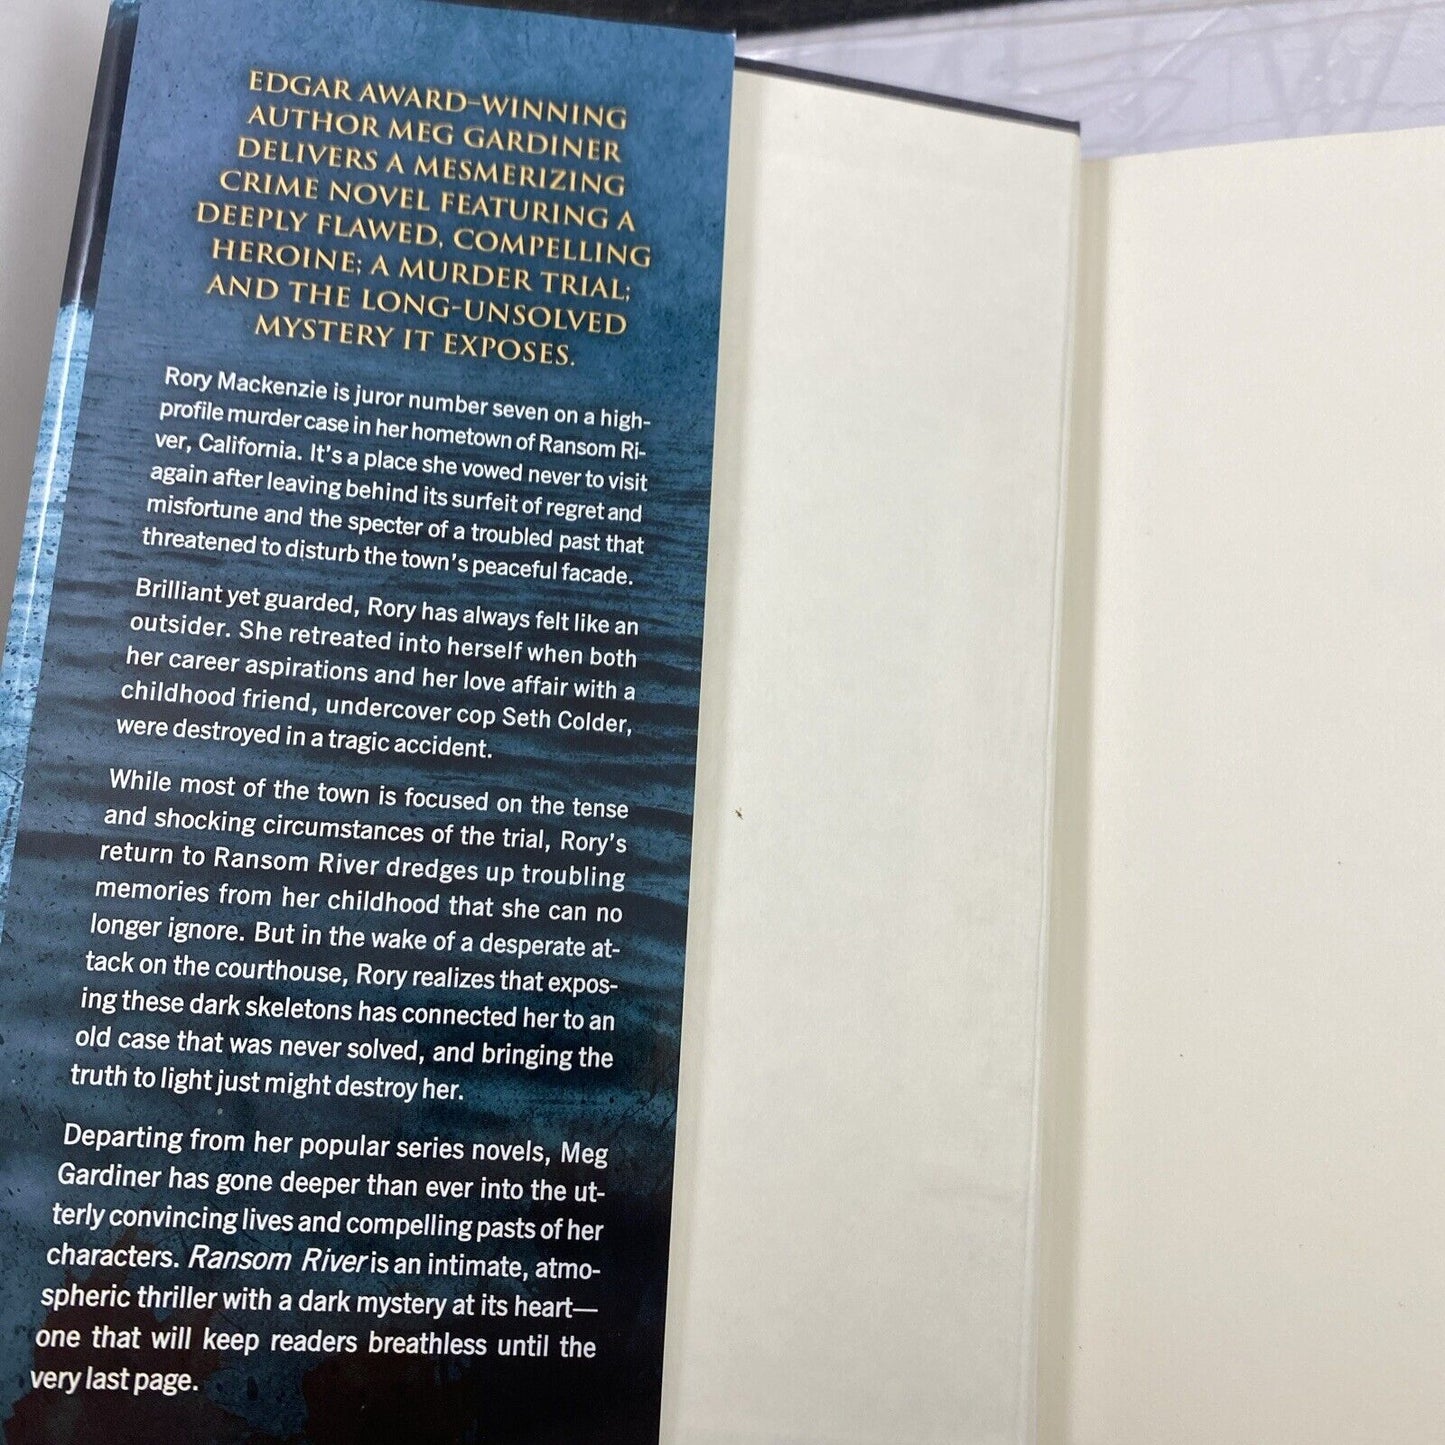 EDGAR AWARD–WINNING
AUTHOR MEG GARDINER
DELIVERS A MESMERIZING
CRIME NOVEL FEATURING A
DEEPLY FLAWED, COMPELLING
HEROINE; A MURDER TRIAL;
AND THE LONG-UNSOLVED
MYSTERY IT EXPOSES.
Rory Mackenzie is juror number seven on a high-
profile murder case in her hometown of Ransom Ri-
ver, California. It's a place she vowed never to visit
again after leaving behind its surfeit of regret and
misfortune and the specter of a troubled past that
threatened to disturb the town's peaceful facade.
Brilliant yet guarded, Rory has always felt like an
outsider. She retreated into herself when both
her career aspirations and her love affair with a
childhood friend, undercover cop Seth Colder,
were destroyed in a tragic accident.
While most of the town is focused on the tense
and shocking circumstances of the trial, Rory's
return to Ransom River dredges up troubling
memories from her childhood that she can no
longer ignore. But in the wake of a desperate at-
tack on the courthouse, Rory realizes that expos-
ing these dark skeletons has connected her to an
old case that was never solved, and bringing the
truth to light just might destroy her.
Departing from her popular series novels, Meg
Gardiner has gone deeper than ever into the ut-
terly convincing lives and compelling pasts of her
characters. Ransom River is an intimate, atmo-
spheric thriller with a dark mystery at its heart—
one that will keep readers breathless until the
very last page.